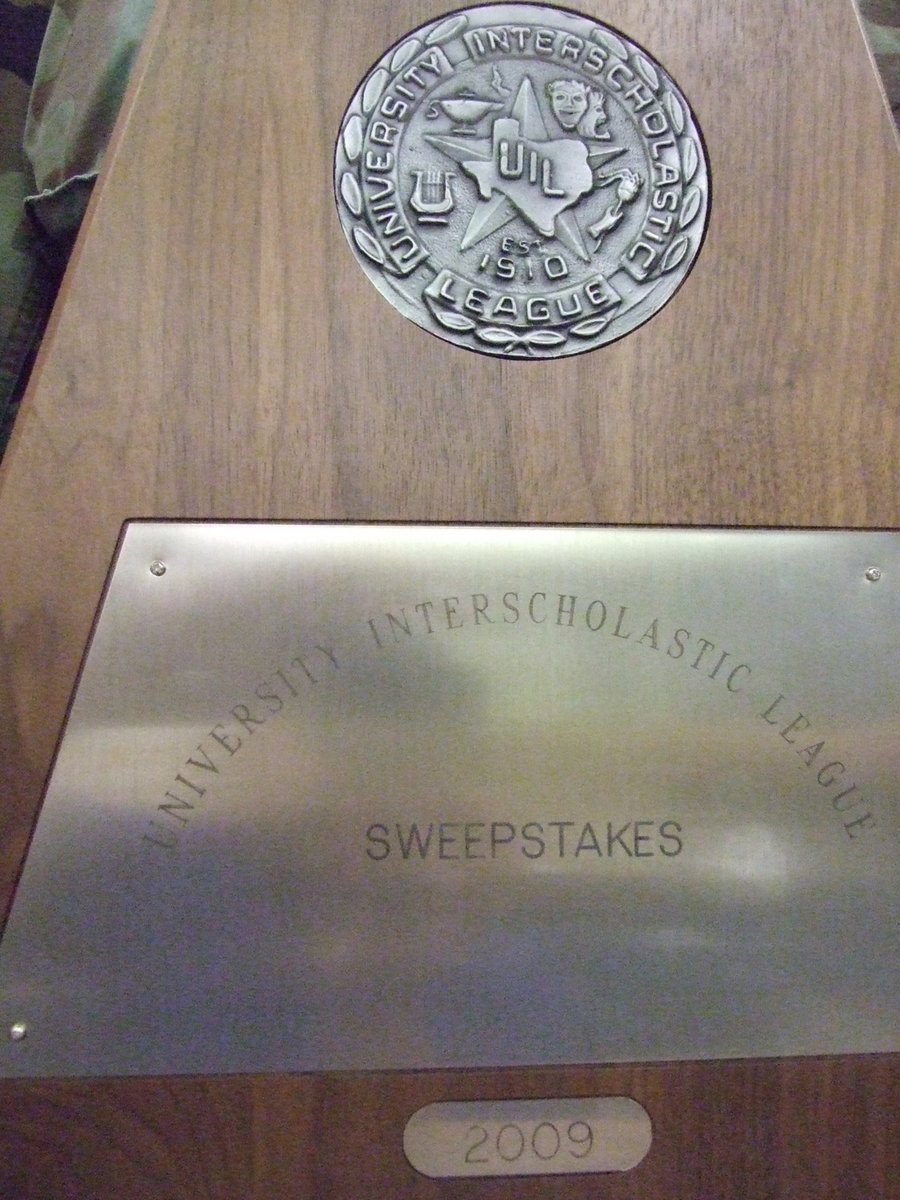 UNIVERSITY INTERSCHOLASTIC
UIL
EST.
1910
LEAGUE
UNIVERSITY INTERSCHOLASTIC LEAGUE
SWEEPSTAKES
2009